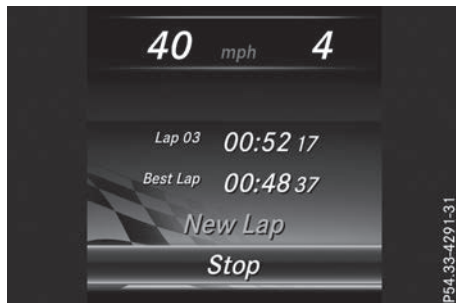 40 mph 4
Lap 03 00:52 17
Best Lap 00:48 37
New Lap
Stop
P54.33-4291-31